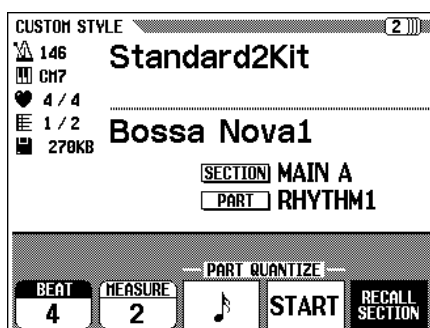 CUSTOM STYLE 2
146 Standard2Kit
CM7
4/4
1/2 Bossa Nova1
270KB
SECTION MAIN A
PART RHYTHM1
PART QUANTIZE
BEAT MEASURE
4 2 START RECALL SECTION